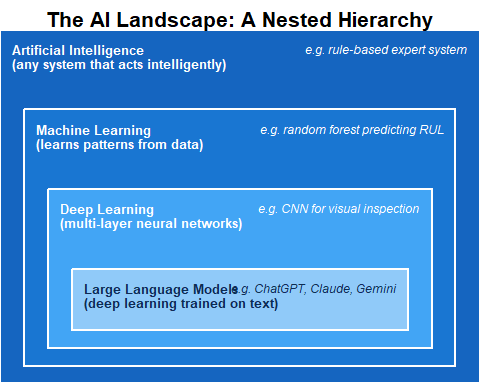 The AI Landscape: A Nested Hierarchy
Artificial Intelligence
(any system that acts intelligently)
e.g. rule-based expert system
Machine Learning
(learns patterns from data)
e.g. random forest predicting RUL
Deep Learning
(multi-layer neural networks)
e.g. CNN for visual inspection
Large Language Models
(deep learning trained on text)
e.g. ChatGPT, Claude, Gemini